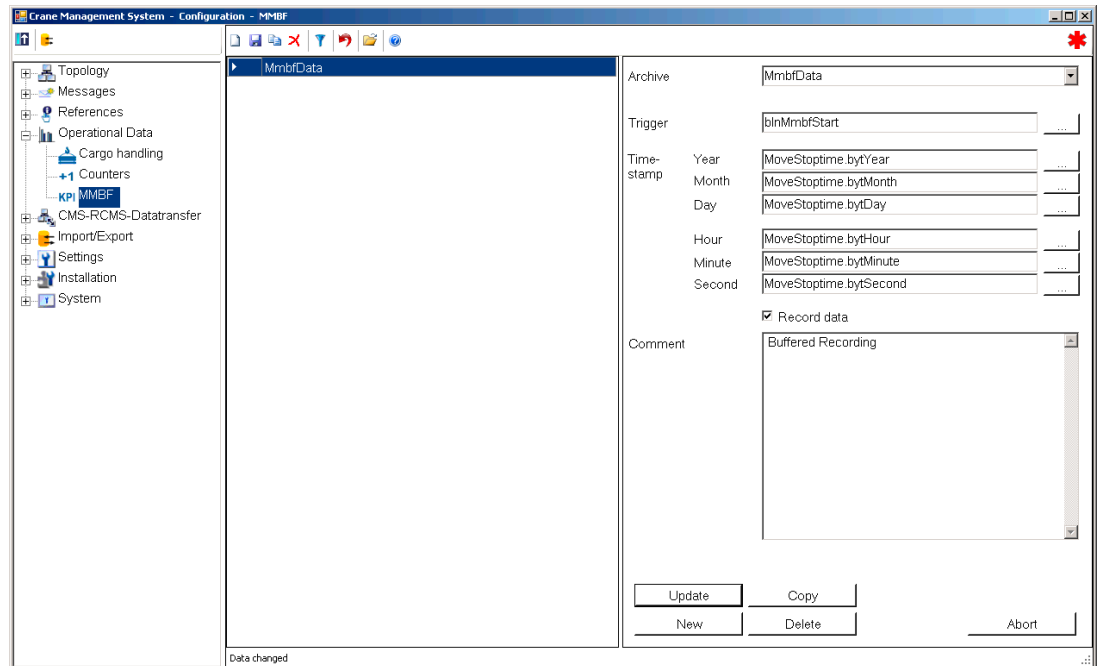 Crane Management System - Configuration - MMBF
Topology
Messages
References
Operational Data
Cargo handling
+1 Counters
KPI MMBF
CMS-RCMS-Datatransfer
Import/Export
Settings
Installation
System
MmbfData
Archive MmbfData
Trigger blnMmbfStart ...
Time-
stamp
Year MoveStoptime.bytYear ...
Month MoveStoptime.bytMonth ...
Day MoveStoptime.bytDay ...
Hour MoveStoptime.bytHour ...
Minute MoveStoptime.bytMinute ...
Second MoveStoptime.bytSecond ...
Record data
Comment Buffered Recording
Update Copy
New Delete Abort
Data changed